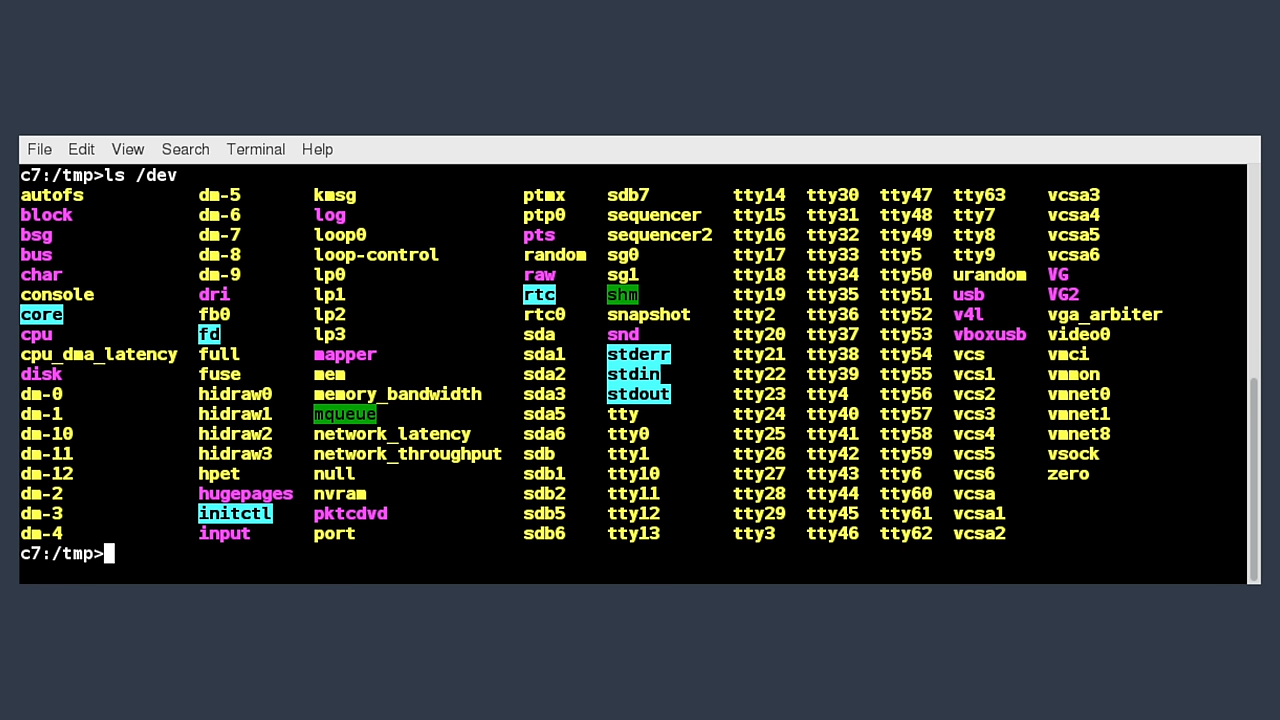 File Edit View Search Terminal Help
c7:/tmp>ls /dev
autofs dm-5 kmsg ptmx sdb7 tty14 tty30 tty47 tty63 vcsa3
block dm-6 log ptp0 sequencer tty15 tty31 tty48 tty7 vcsa4
bsg dm-7 loop0 pts sequencer2 tty16 tty32 tty49 tty8 vcsa5
bus dm-8 loop-control random sg0 tty17 tty33 tty5 tty9 vcsa6
char dm-9 lp0 raw sg1 tty18 tty34 tty50 urandom VG
console dri lp1 rtc shm tty19 tty35 tty51 usb VG2
core fb0 lp2 rtc0 snapshot tty2 tty36 tty52 v4l vga_arbiter
cpu fd lp3 sda snd tty20 tty37 tty53 vboxusb video0
cpu_dma_latency full mapper sda1 stderr tty21 tty38 tty54 vcs vmci
disk fuse mem sda2 stdin tty22 tty39 tty55 vcs1 vmmon
dm-0 hidraw0 memory_bandwidth sda3 stdout tty23 tty4 tty56 vcs2 vmnet0
dm-1 hidraw1 mqueue sda5 tty tty24 tty40 tty57 vcs3 vmnet1
dm-10 hidraw2 network_latency sda6 tty0 tty25 tty41 tty58 vcs4 vmnet8
dm-11 hidraw3 network_throughput sdb tty1 tty26 tty42 tty59 vcs5 vsock
dm-12 hpet null sdb1 tty10 tty27 tty43 tty6 vcs6 zero
dm-2 hugepages nvram sdb2 tty11 tty28 tty44 tty60 vcsa
dm-3 initctl pktcdvd sdb5 tty12 tty29 tty45 tty61 vcsa1
dm-4 input port sdb6 tty13 tty3 tty46 tty62 vcsa2
c7:/tmp>